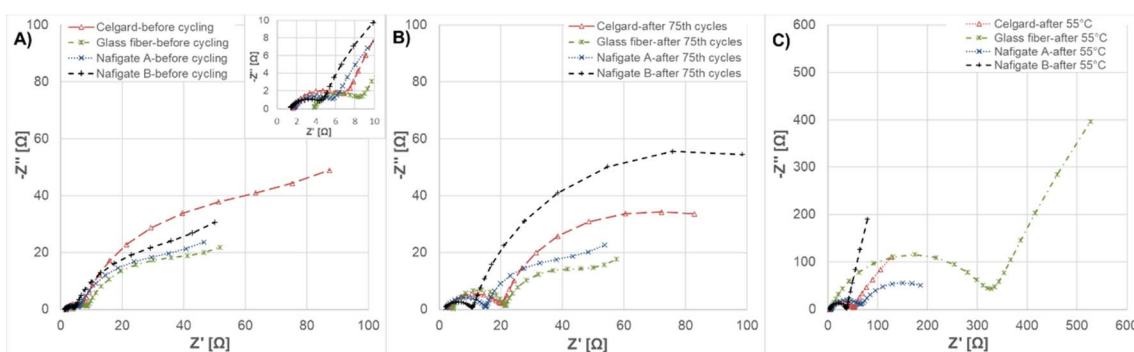 A)
-Z'' [Ω]
100
80
60
40
20
0
0
20
40
60
80
100
Z' [Ω]
Celgard-before cycling
Glass fiber-before cycling
Nafigate A-before cycling
Nafigate B-before cycling
-Z'' [Ω]
10
8
6
4
2
0
0
2
4
6
8
10
Z' [Ω]
B)
-Z'' [Ω]
100
80
60
40
20
0
0
20
40
60
80
100
Z' [Ω]
Celgard-after 75th cycles
Glass fiber-after 75th cycles
Nafigate A-after 75th cycles
Nafigate B-after 75th cycles
C)
-Z'' [Ω]
600
500
400
300
200
100
0
0
100
200
300
400
500
600
Z' [Ω]
Celgard-after 55°C
Glass fiber-after 55°C
Nafigate A-after 55°C
Nafigate B-after 55°C